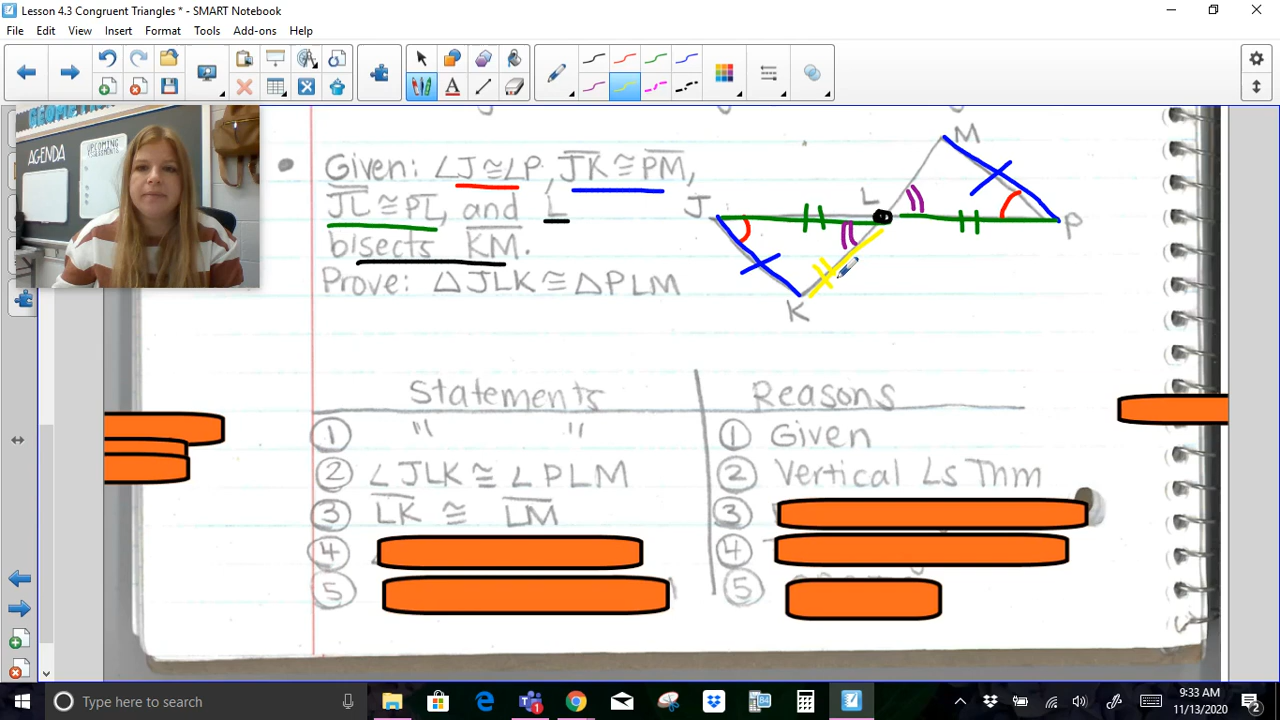 Lesson 4.3 Congruent Triangles * - SMART Notebook
File Edit View Insert Format Tools Add-ons Help
AGENDA
UPCOMING
Given: ∠J ≅ ∠P, JK ≅ PM,
JL ≅ PL, and L
bisects KM.
Prove: △JLK ≅ △PLM
M
J
L
P
K
Statements
Reasons
① " "
① Given
② ∠JLK ≅ ∠PLM
② Vertical ∠s Thm
③ LK ≅ LM
③
④
④
⑤
⑤
Type here to search
9:33 AM
11/13/2020